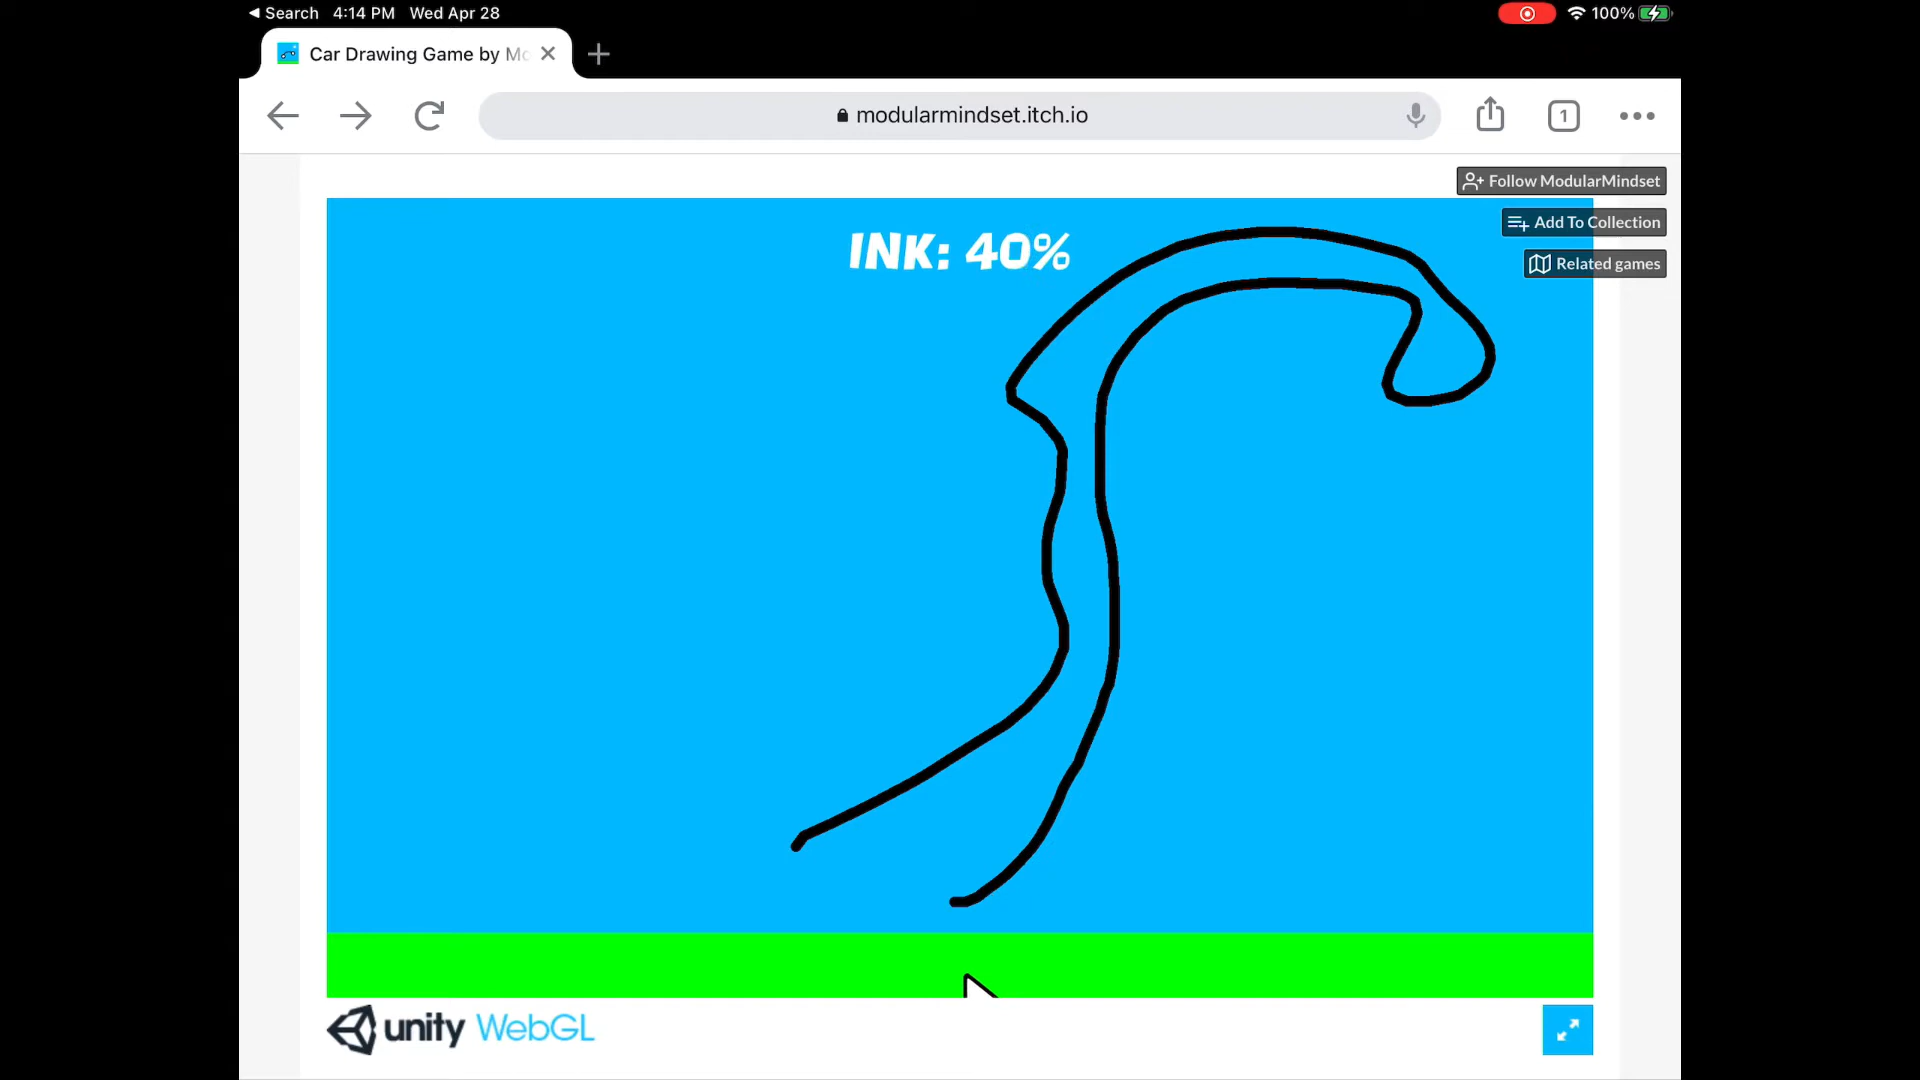 Search 4:14 PM Wed Apr 28
100%
Car Drawing Game by Mo
modularmindset.itch.io
1
Follow ModularMindset
Add To Collection
Related games
INK: 40%
unity WebGL